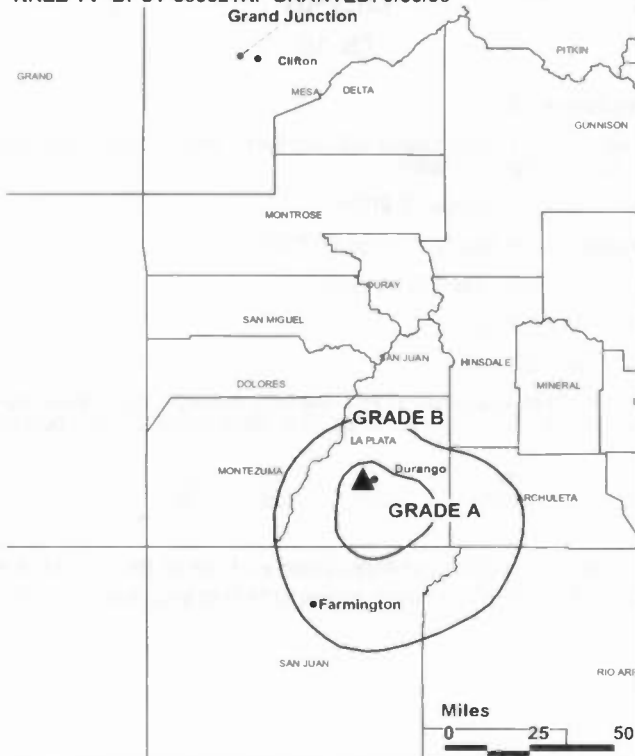 Grand Junction
Clifton
GRAND
PITKIN
MESA
DELTA
GUNNISON
MONTROSE
OURAY
SAN MIGUEL
SAN JUAN
HINSDALE
MINERAL
DOLORES
GRADE B
LA PLATA
MONTEZUMA
Durango
ARCHULETA
GRADE A
Farmington
SAN JUAN
RIO ARI
Miles
0 25 50